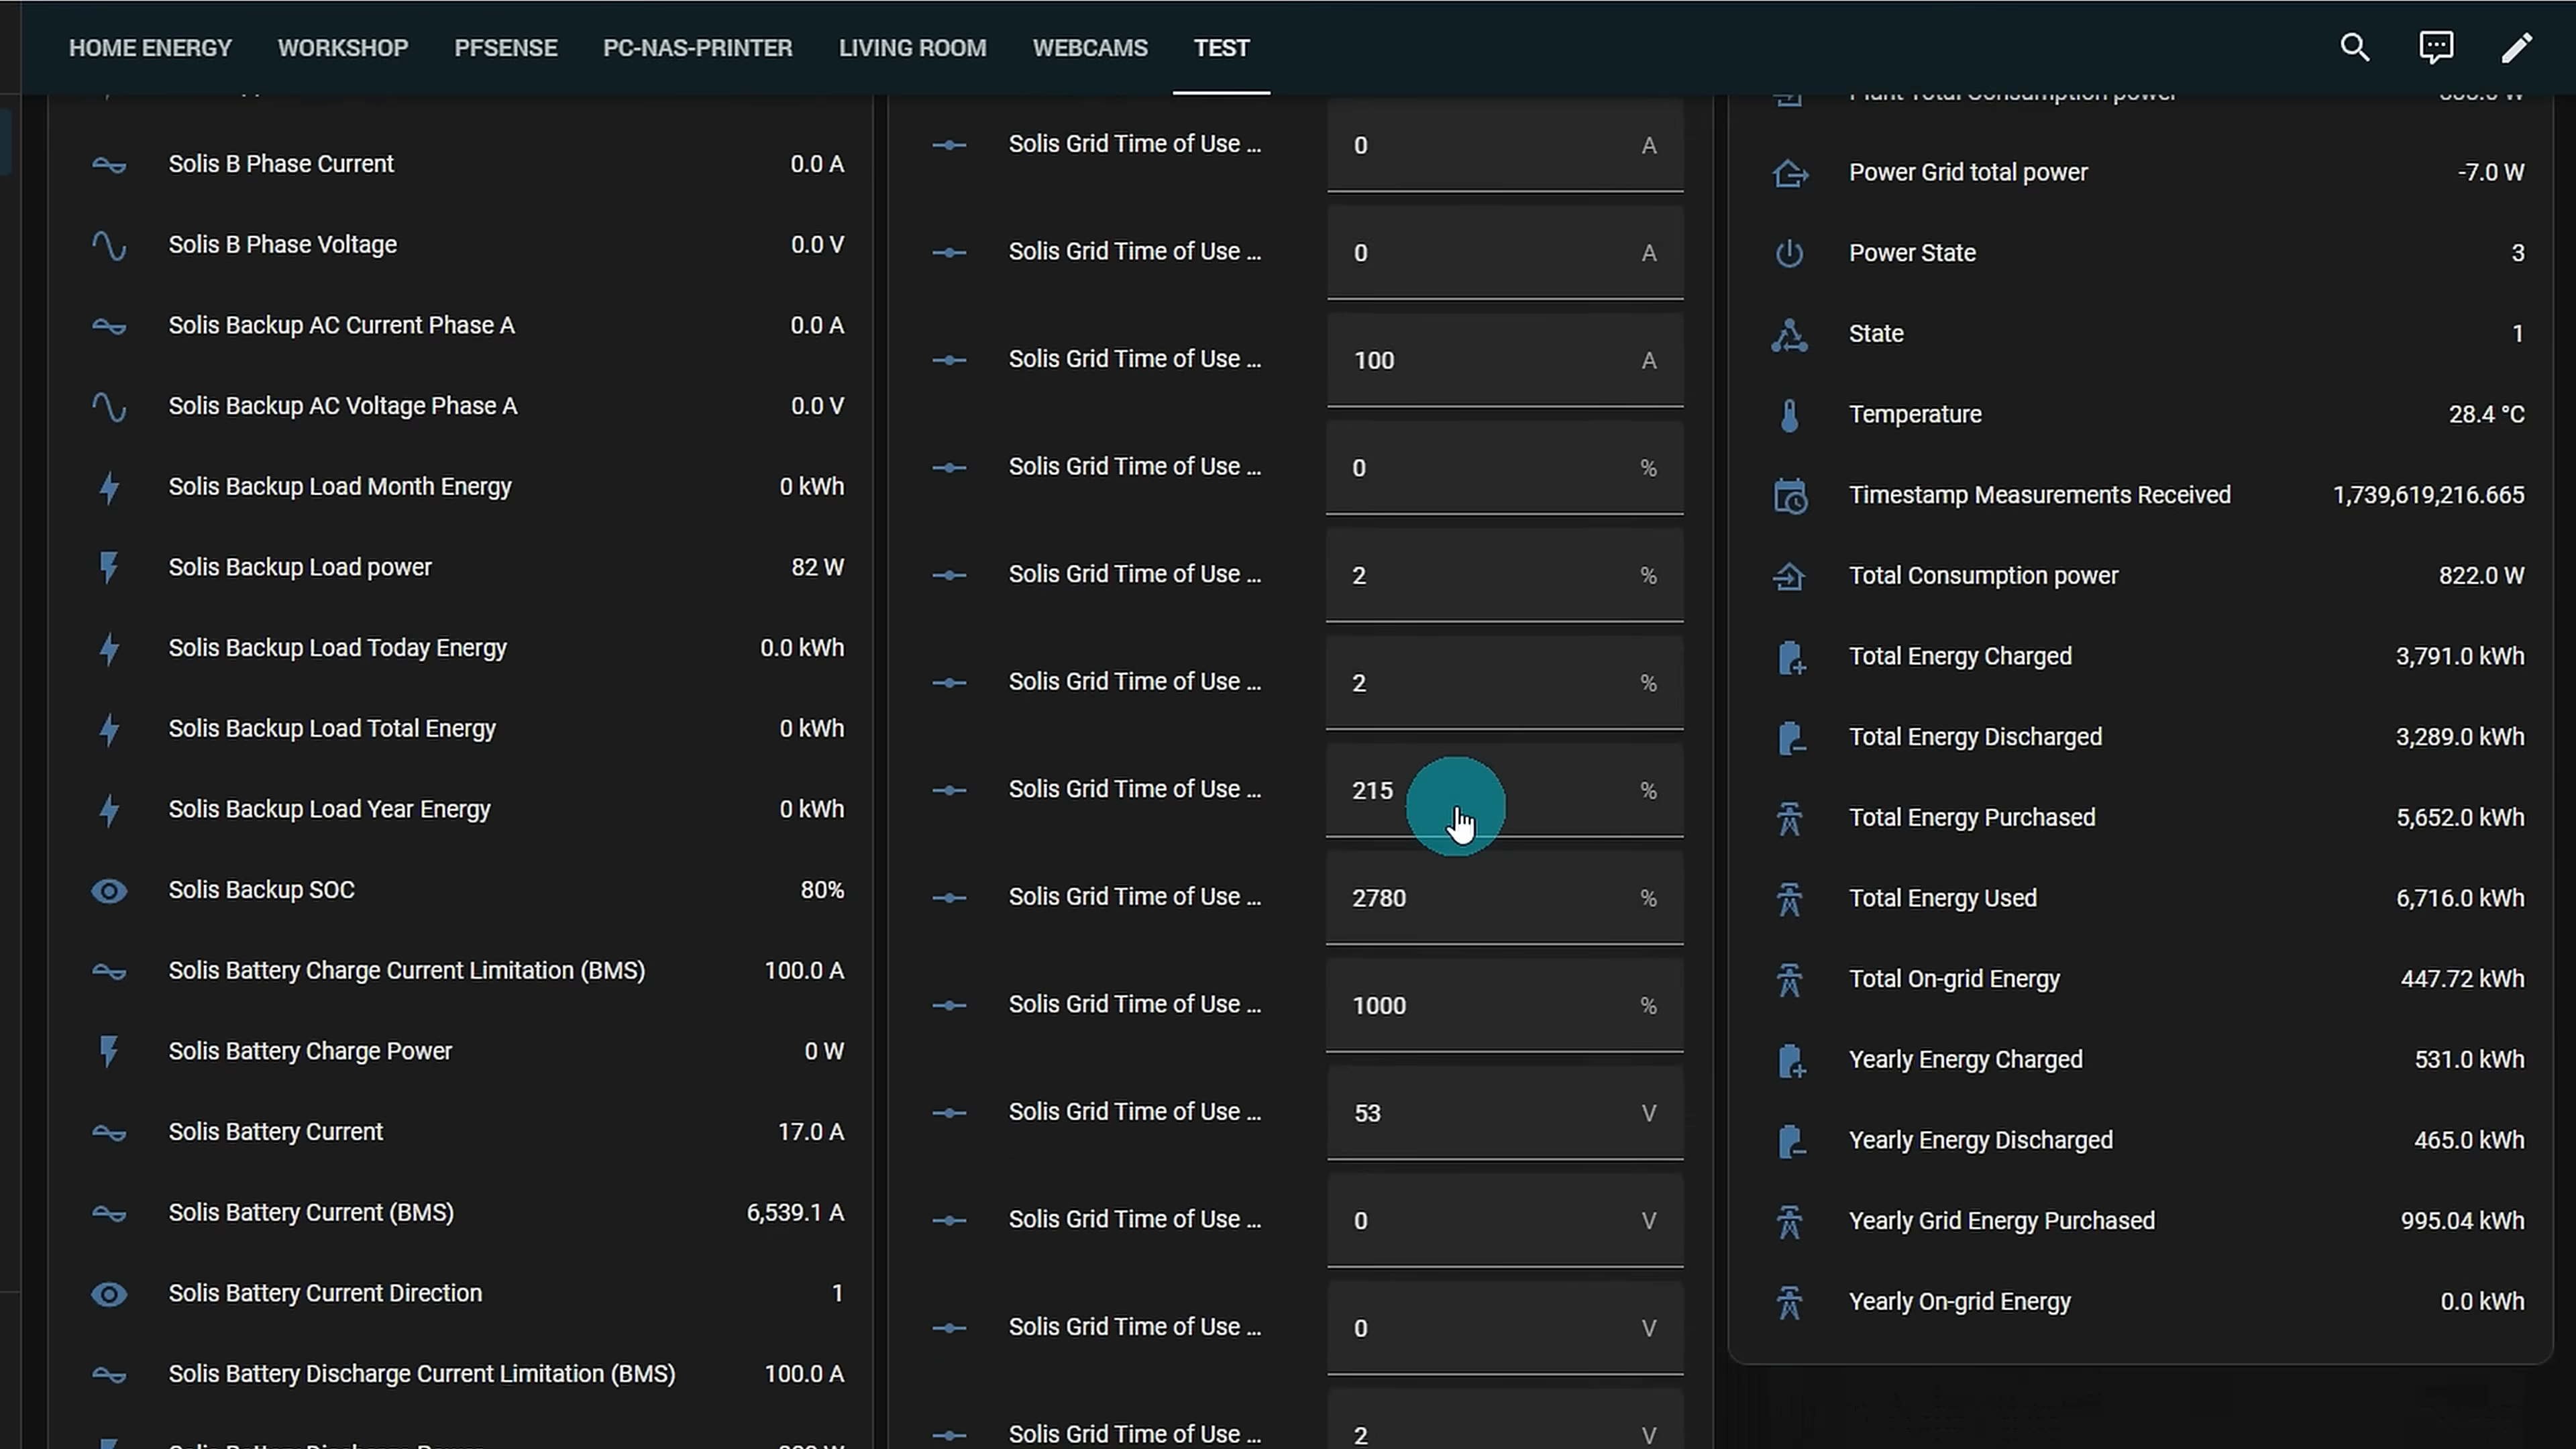 HOME ENERGY WORKSHOP PFSENSE PC-NAS-PRINTER LIVING ROOM WEBCAMS TEST
Solis B Phase Current 0.0 A
Solis B Phase Voltage 0.0 V
Solis Backup AC Current Phase A 0.0 A
Solis Backup AC Voltage Phase A 0.0 V
Solis Backup Load Month Energy 0 kWh
Solis Backup Load power 82 W
Solis Backup Load Today Energy 0.0 kWh
Solis Backup Load Total Energy 0 kWh
Solis Backup Load Year Energy 0 kWh
Solis Backup SOC 80%
Solis Battery Charge Current Limitation (BMS) 100.0 A
Solis Battery Charge Power 0 W
Solis Battery Current 17.0 A
Solis Battery Current (BMS) 6,539.1 A
Solis Battery Current Direction 1
Solis Battery Discharge Current Limitation (BMS) 100.0 A
Solis Grid Time of Use ... 0 A
Solis Grid Time of Use ... 0 A
Solis Grid Time of Use ... 100 A
Solis Grid Time of Use ... 0 %
Solis Grid Time of Use ... 2 %
Solis Grid Time of Use ... 2 %
Solis Grid Time of Use ... 215 %
Solis Grid Time of Use ... 2780 %
Solis Grid Time of Use ... 1000 %
Solis Grid Time of Use ... 53 V
Solis Grid Time of Use ... 0 V
Solis Grid Time of Use ... 0 V
Solis Grid Time of Use ... 2 V
Plant Total Consumption power
Power Grid total power -7.0 W
Power State 3
State 1
Temperature 28.4 °C
Timestamp Measurements Received 1,739,619,216.665
Total Consumption power 822.0 W
Total Energy Charged 3,791.0 kWh
Total Energy Discharged 3,289.0 kWh
Total Energy Purchased 5,652.0 kWh
Total Energy Used 6,716.0 kWh
Total On-grid Energy 447.72 kWh
Yearly Energy Charged 531.0 kWh
Yearly Energy Discharged 465.0 kWh
Yearly Grid Energy Purchased 995.04 kWh
Yearly On-grid Energy 0.0 kWh